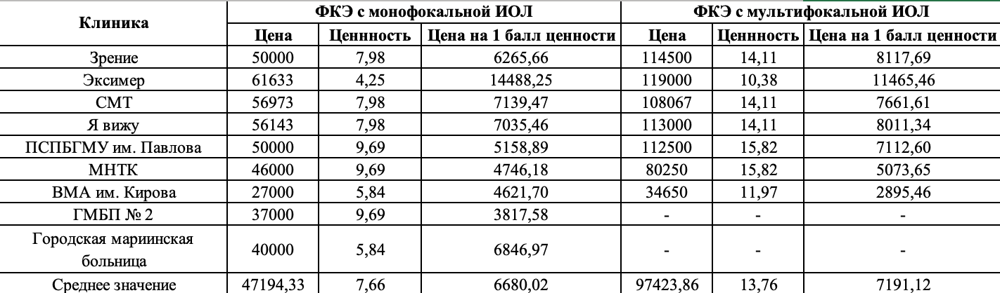 Клиника ФКЭ с монофокальной ИОЛ ФКЭ с мультифокальной ИОЛ
Цена Ценнность Цена на 1 балл ценности Цена Ценнность Цена на 1 балл ценности
Зрение 50000 7,98 6265,66 114500 14,11 8117,69
Эксимер 61633 4,25 14488,25 119000 10,38 11465,46
СМТ 56973 7,98 7139,47 108067 14,11 7661,61
Я вижу 56143 7,98 7035,46 113000 14,11 8011,34
ПСПБГМУ им. Павлова 50000 9,69 5158,89 112500 15,82 7112,60
МНТК 46000 9,69 4746,18 80250 15,82 5073,65
ВМА им. Кирова 27000 5,84 4621,70 34650 11,97 2895,46
ГМБП № 2 37000 9,69 3817,58 - - -
Городская мариинская
больница 40000 5,84 6846,97 - - -
Среднее значение 47194,33 7,66 6680,02 97423,86 13,76 7191,12